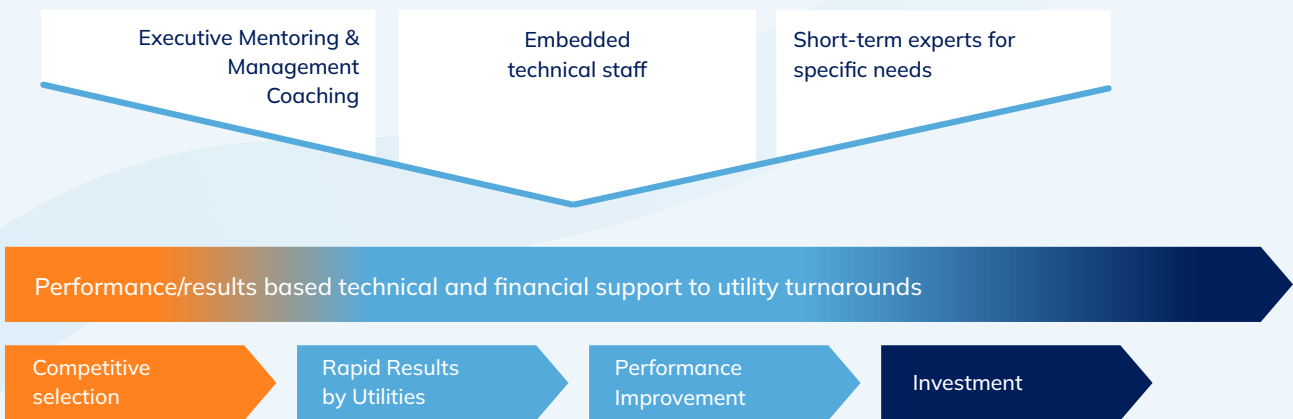 Executive Mentoring &
Management
Coaching
Embedded
technical staff
Short-term experts for
specific needs
Performance/results based technical and financial support to utility turnarounds
Competitive
selection
Rapid Results
by Utilities
Performance
Improvement
Investment